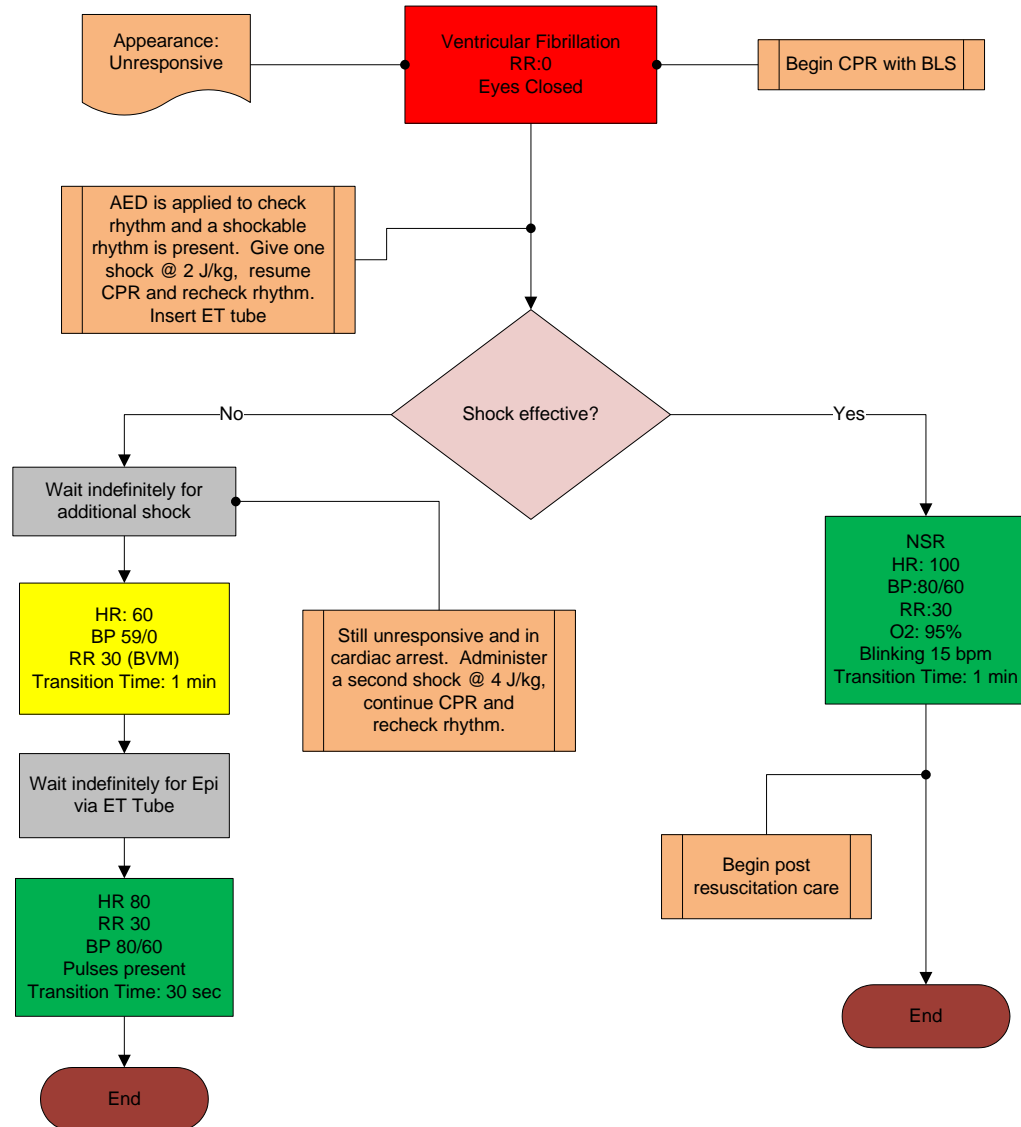 Appearance:
Unresponsive
Ventricular Fibrillation
RR:0
Eyes Closed
Begin CPR with BLS
AED is applied to check
rhythm and a shockable
rhythm is present.  Give one
shock @ 2 J/kg,  resume
CPR and recheck rhythm.
Insert ET tube
Shock effective?
No
Yes
Wait indefinitely for
additional shock
HR: 60
BP 59/0
RR 30 (BVM)
Transition Time: 1 min
Still unresponsive and in
cardiac arrest.  Administer
a second shock @ 4 J/kg,
continue CPR and
recheck rhythm.
NSR
HR: 100
BP:80/60
RR:30
O2: 95%
Blinking 15 bpm
Transition Time: 1 min
Wait indefinitely for Epi
via ET Tube
HR 80
RR 30
BP 80/60
Pulses present
Transition Time: 30 sec
Begin post
resuscitation care
End
End